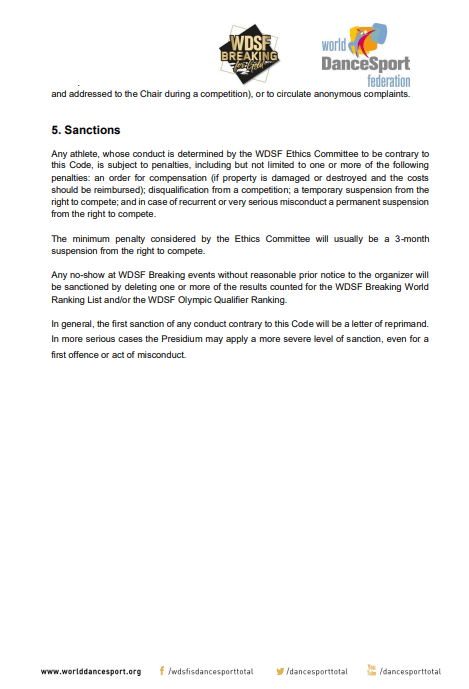 WDSF
BREAKING
for Gold
world
DanceSport
federation
and addressed to the Chair during a competition), or to circulate anonymous complaints.
5. Sanctions
Any athlete, whose conduct is determined by the WDSF Ethics Committee to be contrary to
this Code, is subject to penalties, including but not limited to one or more of the following
penalties: an order for compensation (if property is damaged or destroyed and the costs
should be reimbursed); disqualification from a competition; a temporary suspension from the
right to compete; and in case of recurrent or very serious misconduct a permanent suspension
from the right to compete.
The minimum penalty considered by the Ethics Committee will usually be a 3-month
suspension from the right to compete.
Any no-show at WDSF Breaking events without reasonable prior notice to the organizer will
be sanctioned by deleting one or more of the results counted for the WDSF Breaking World
Ranking List and/or the WDSF Olympic Qualifier Ranking.
In general, the first sanction of any conduct contrary to this Code will be a letter of reprimand.
In more serious cases the Presidium may apply a more severe level of sanction, even for a
first offence or act of misconduct.
www.worlddancesport.org /wdsfisdancesporttotal /dancesporttotal You Tube /dancesporttotal